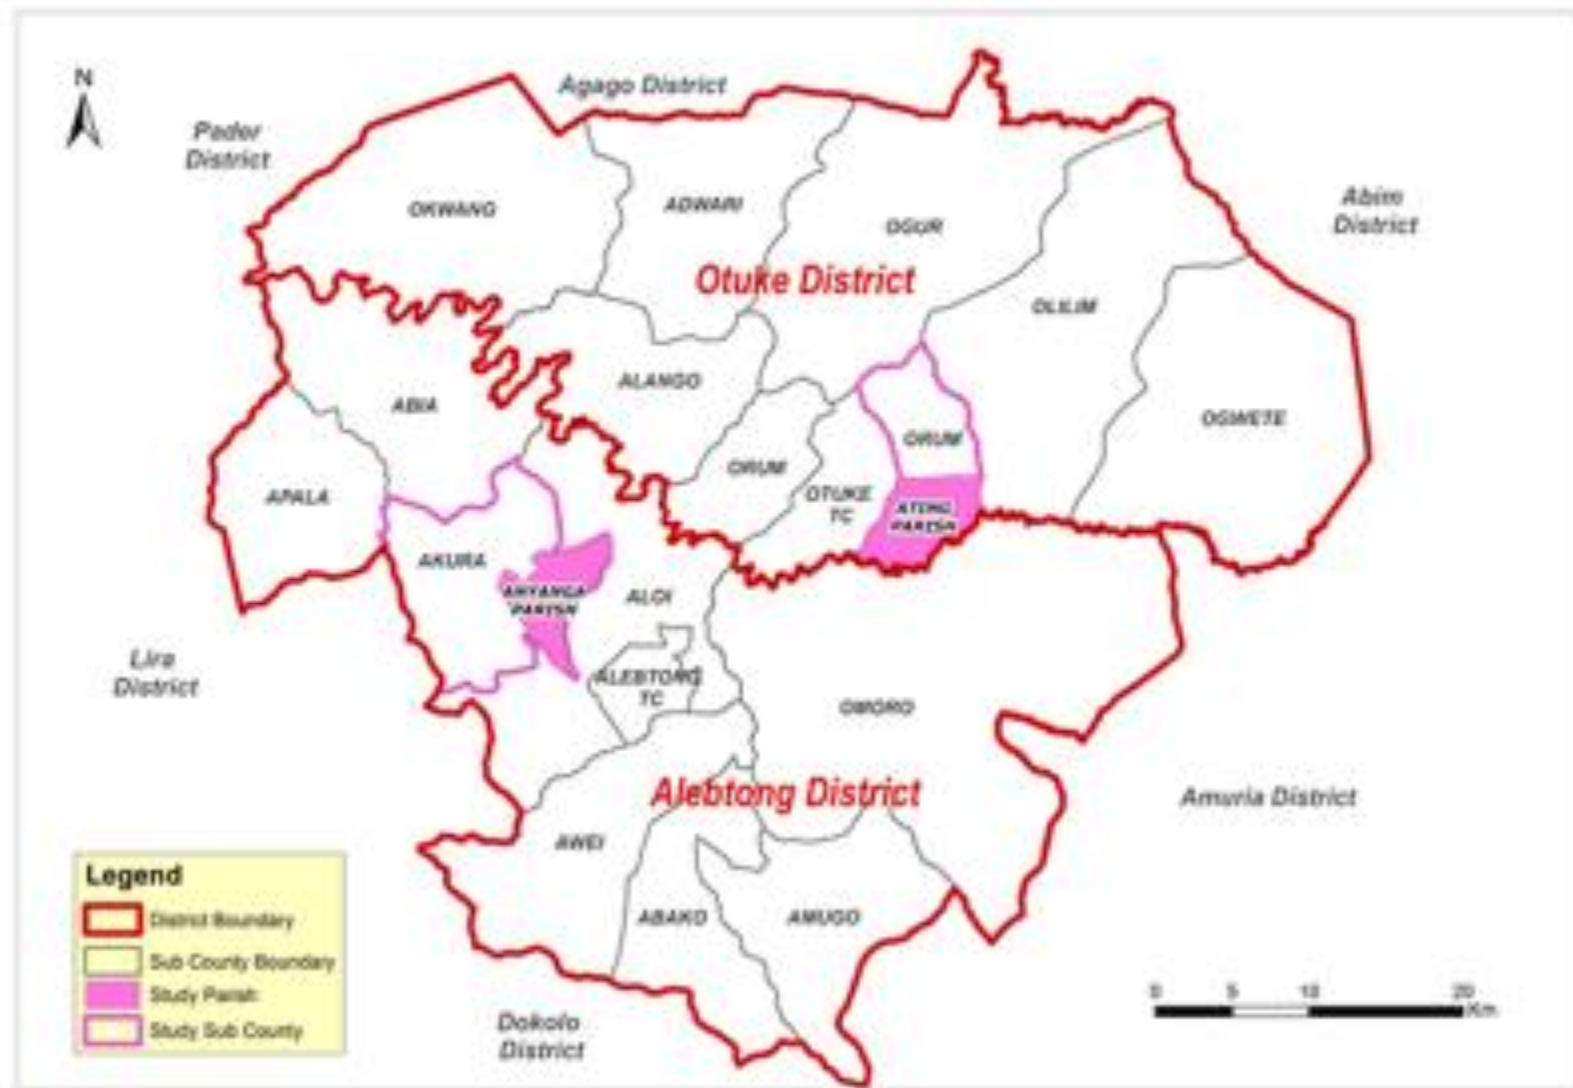 N
Agago District
Pader
District
Abim
District
OKWANG
ADWARI
OGUR
Otuke District
OLILIM
ALANGO
ABIA
OGWETE
ORUM
ORUM
APALA
OTUKE
TC
ATENG
PARISH
AKURA
ANYANGA
PARISH
ALOI
Lira
District
ALEBTONG
TC
OMORO
Alebtong District
Amuria District
AWEI
ABAKO
AMUGO
Legend
District Boundary
Sub County Boundary
Study Parish
Study Sub County
Dokolo
District
0 5 10 20
Km